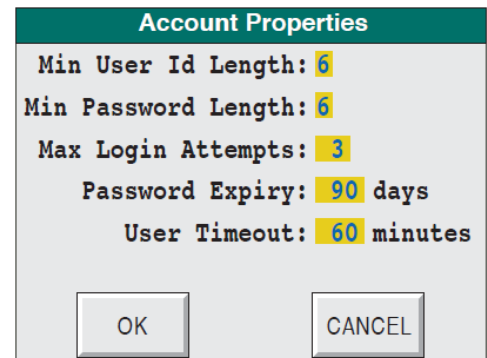 Account Properties
Min User Id Length: 6
Min Password Length: 6
Max Login Attempts: 3
Password Expiry: 90 days
User Timeout: 60 minutes
OK CANCEL